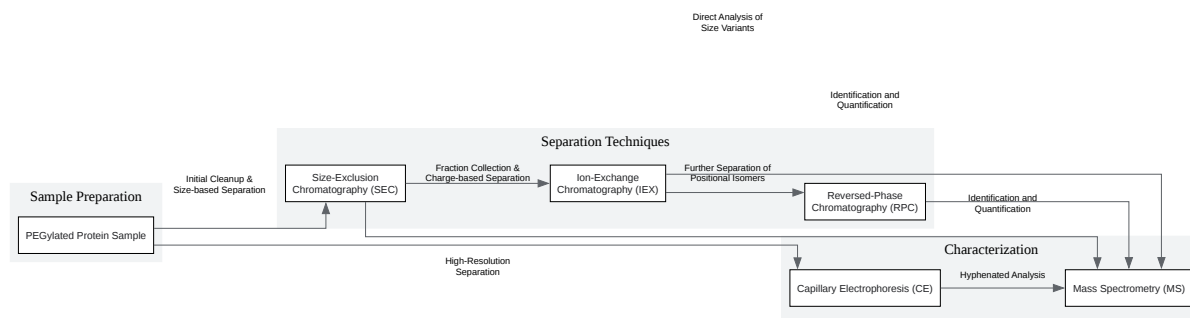 Direct Analysis of
Size Variants
Identification and
Quantification
Separation Techniques
Initial Cleanup &
Size-based Separation
Size-Exclusion
Chromatography (SEC)
Fraction Collection &
Charge-based Separation
Ion-Exchange
Chromatography (IEX)
Further Separation of
Positional Isomers
Reversed-Phase
Chromatography (RPC)
Identification and
Quantification
Sample Preparation
PEGylated Protein Sample
High-Resolution
Separation
Characterization
Capillary Electrophoresis (CE)
Hyphenated Analysis
Mass Spectrometry (MS)